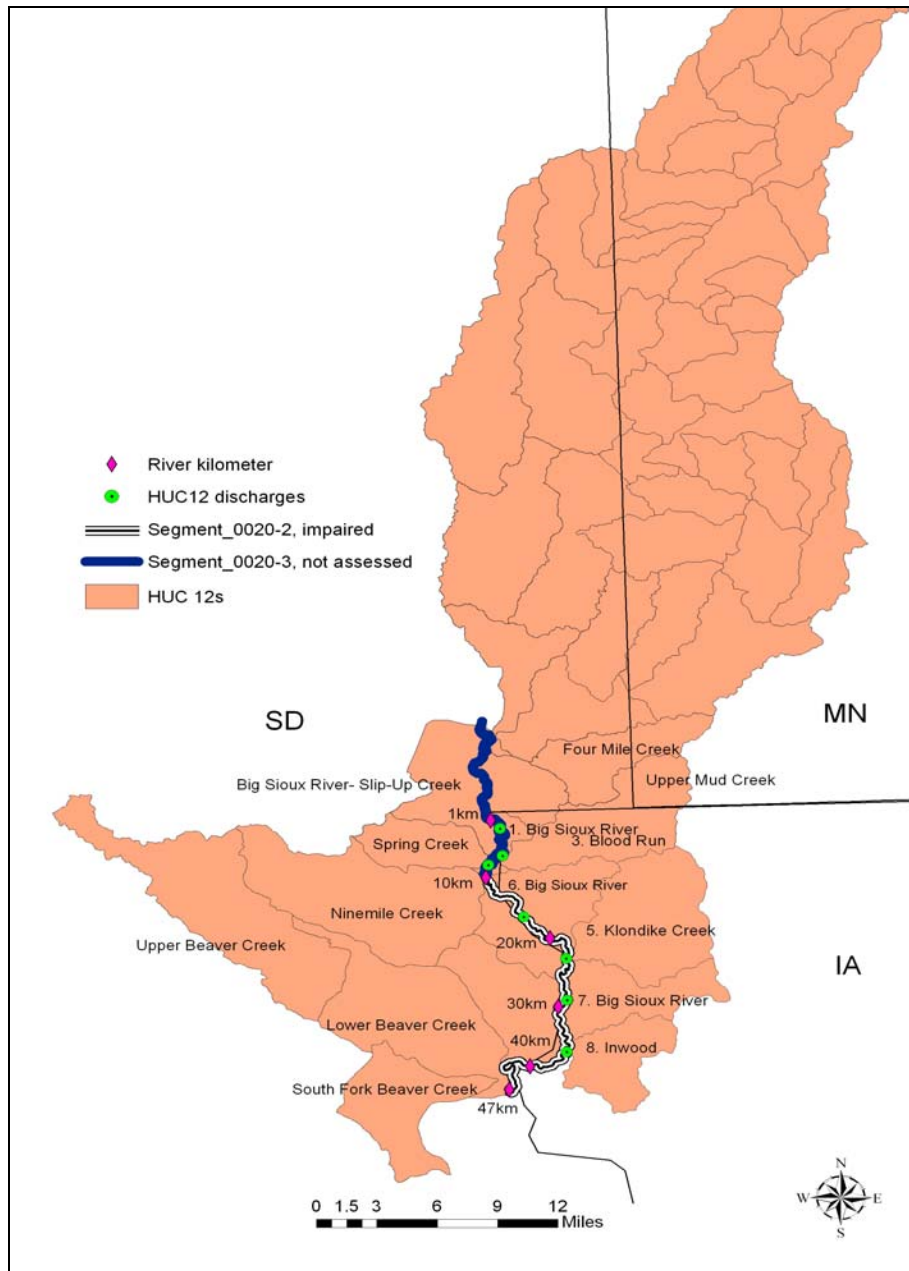 River kilometer
HUC12 discharges
Segment_0020-2, impaired
Segment_0020-3, not assessed
HUC 12s
SD
MN
Four Mile Creek
Upper Mud Creek
Big Sioux River- Slip-Up Creek
1km
1. Big Sioux River
3. Blood Run
Spring Creek
10km
6. Big Sioux River
Ninemile Creek
5. Klondike Creek
Upper Beaver Creek
20km
IA
30km
7. Big Sioux River
Lower Beaver Creek
40km
8. Inwood
South Fork Beaver Creek
47km
N
W E
S
0 1.5 3 6 9 12
Miles